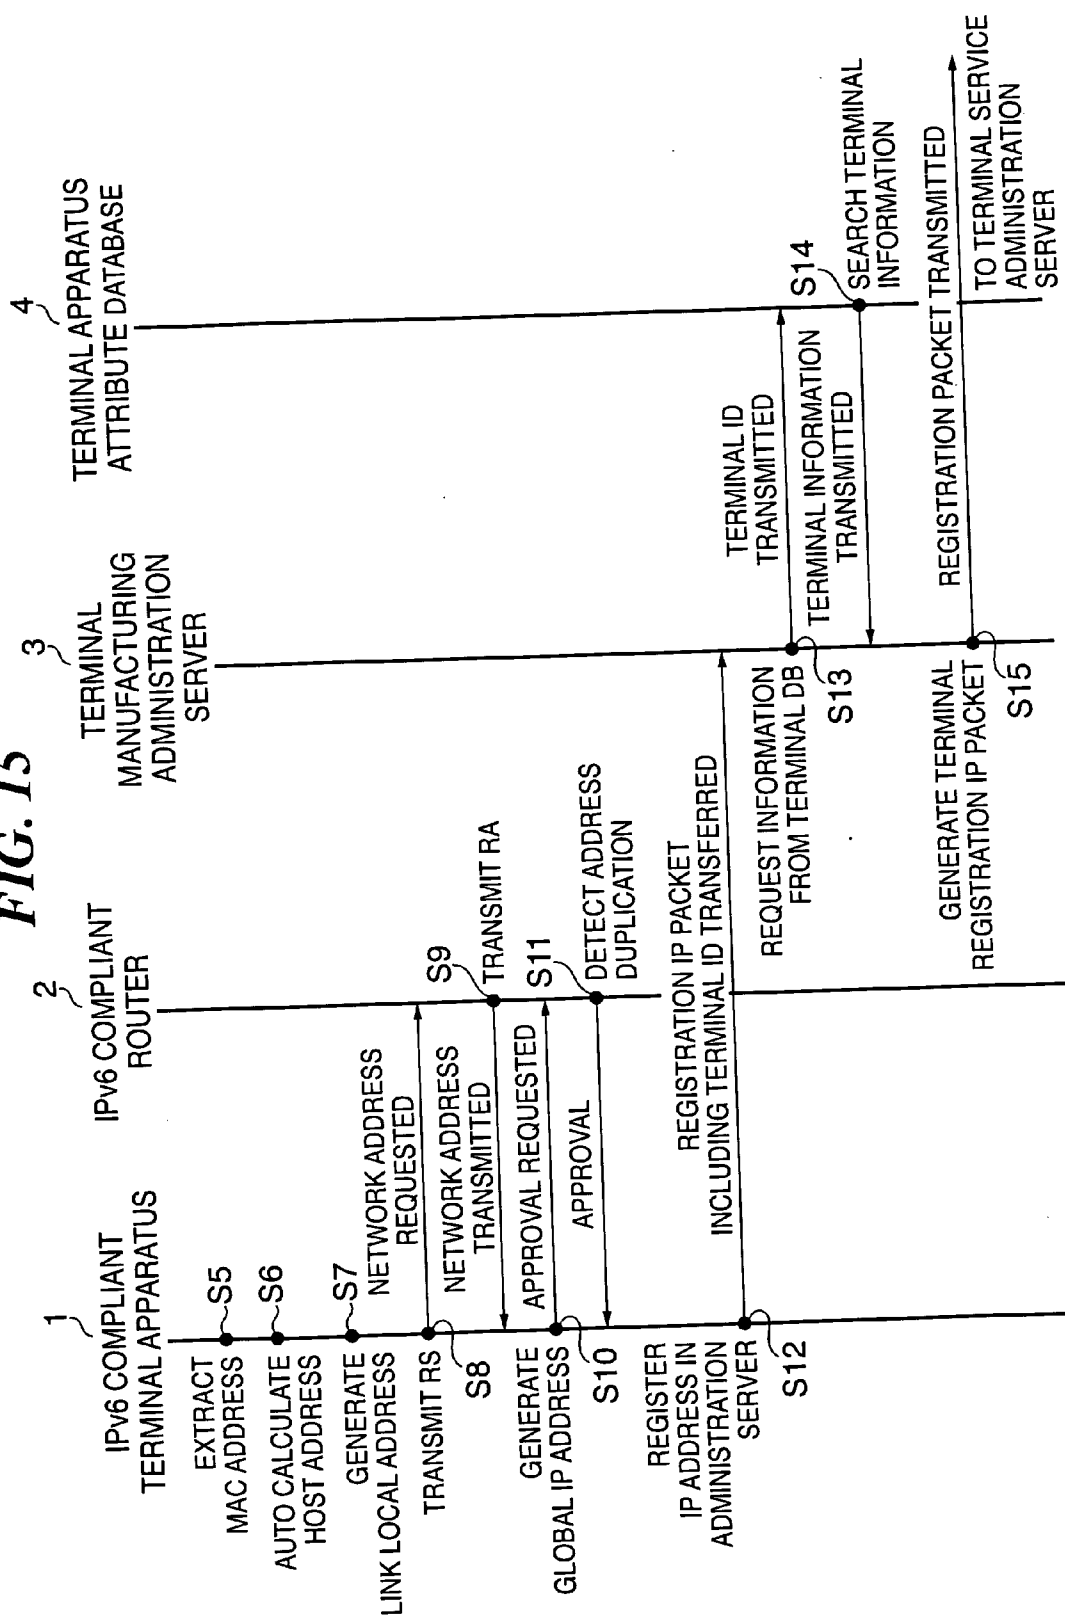 FIG. 15
1
IPv6 COMPLIANT
TERMINAL APPARATUS
2
IPv6 COMPLIANT
ROUTER
3
TERMINAL
MANUFACTURING
ADMINISTRATION
SERVER
4
TERMINAL APPARATUS
ATTRIBUTE DATABASE
EXTRACT
MAC ADDRESS
S5
AUTO CALCULATE
HOST ADDRESS
S6
GENERATE
LINK LOCAL ADDRESS
S7
TRANSMIT RS
S8
NETWORK ADDRESS
REQUESTED
S9
TRANSMIT RA
NETWORK ADDRESS
TRANSMITTED
GENERATE
GLOBAL IP ADDRESS
S10
APPROVAL REQUESTED
S11
DETECT ADDRESS
DUPLICATION
APPROVAL
REGISTER
IP ADDRESS IN
ADMINISTRATION
SERVER
S12
REGISTRATION IP PACKET
INCLUDING TERMINAL ID TRANSFERRED
REQUEST INFORMATION
FROM TERMINAL DB
S13
TERMINAL ID
TRANSMITTED
S14
SEARCH TERMINAL
INFORMATION
TERMINAL INFORMATION
TRANSMITTED
GENERATE TERMINAL
REGISTRATION IP PACKET
S15
REGISTRATION PACKET TRANSMITTED
TO TERMINAL SERVICE
ADMINISTRATION
SERVER